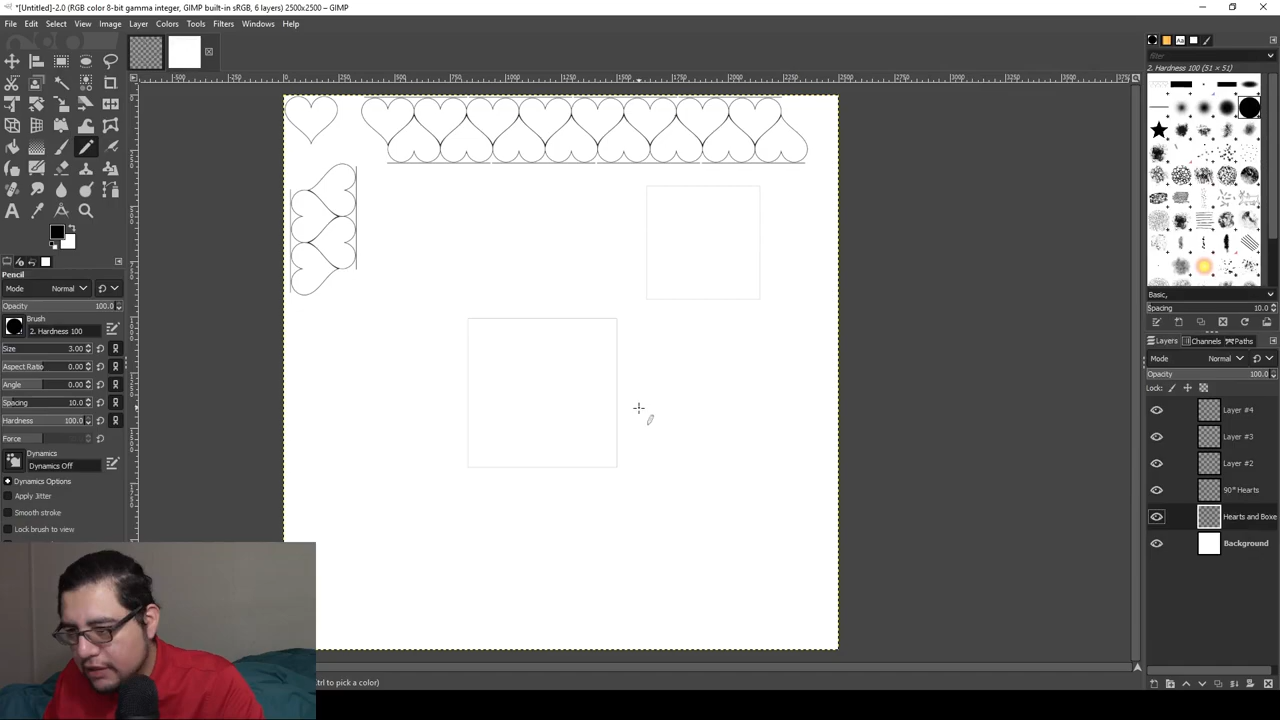 *[Untitled]-2.0 (RGB color 8-bit gamma integer, GIMP built-in sRGB, 6 layers) 2500x2500 – GIMP
File Edit Select View Image Layer Colors Tools Filters Windows Help
Pencil
Mode Normal
Opacity 100.0
Brush
2. Hardness 100
Size 3.00
Aspect Ratio 0.00
Angle 0.00
Spacing 10.0
Hardness 100.0
Force
Dynamics
Dynamics Off
Dynamics Options
Apply Jitter
Smooth stroke
Lock brush to view
trl to pick a color)
filter
2. Hardness 100 (51 × 51)
Basic,
Spacing 10.0
Layers Channels Paths
Mode Normal
Opacity 100.0
Lock:
Layer #4
Layer #3
Layer #2
90° Hearts
Hearts and Boxe
Background